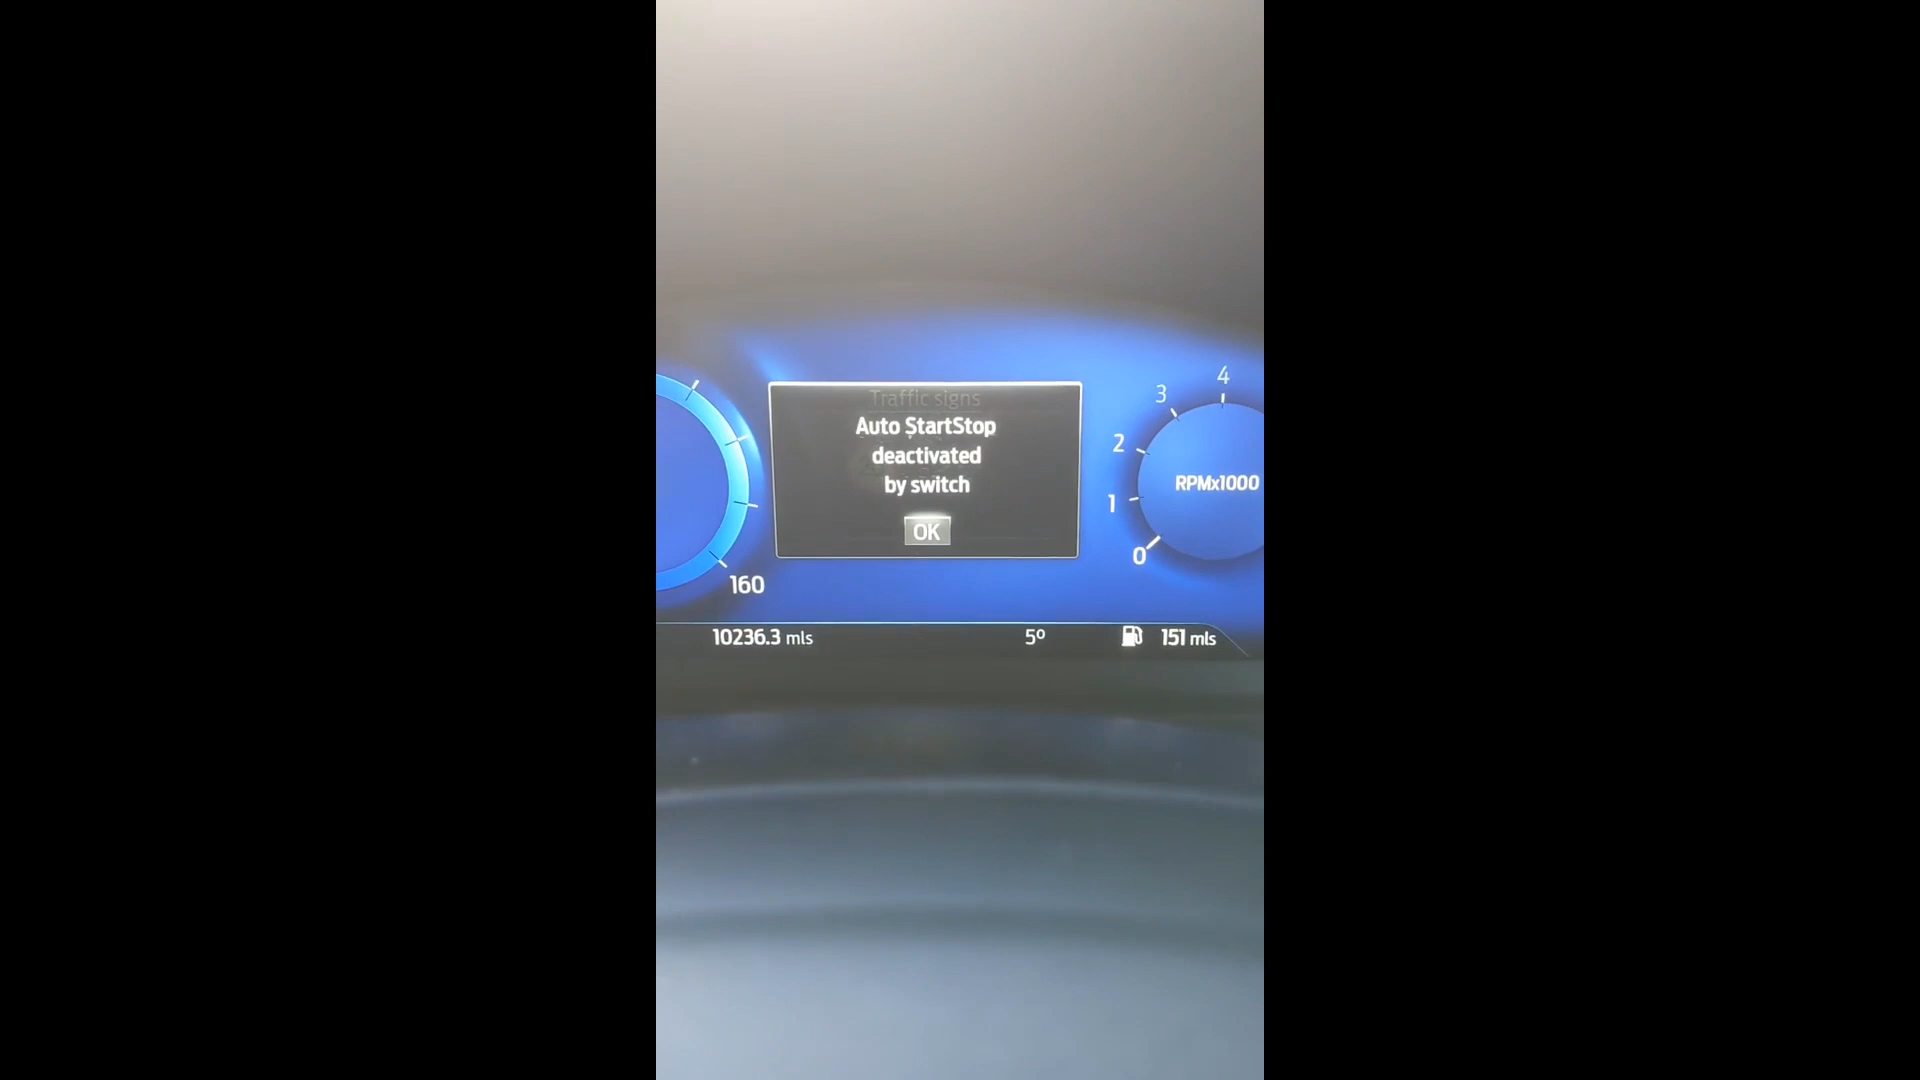 Traffic signs
Auto StartStop
deactivated
by switch
OK
160
4
3
2
1
0
RPMx1000
10236.3 mls
5º
151 mls